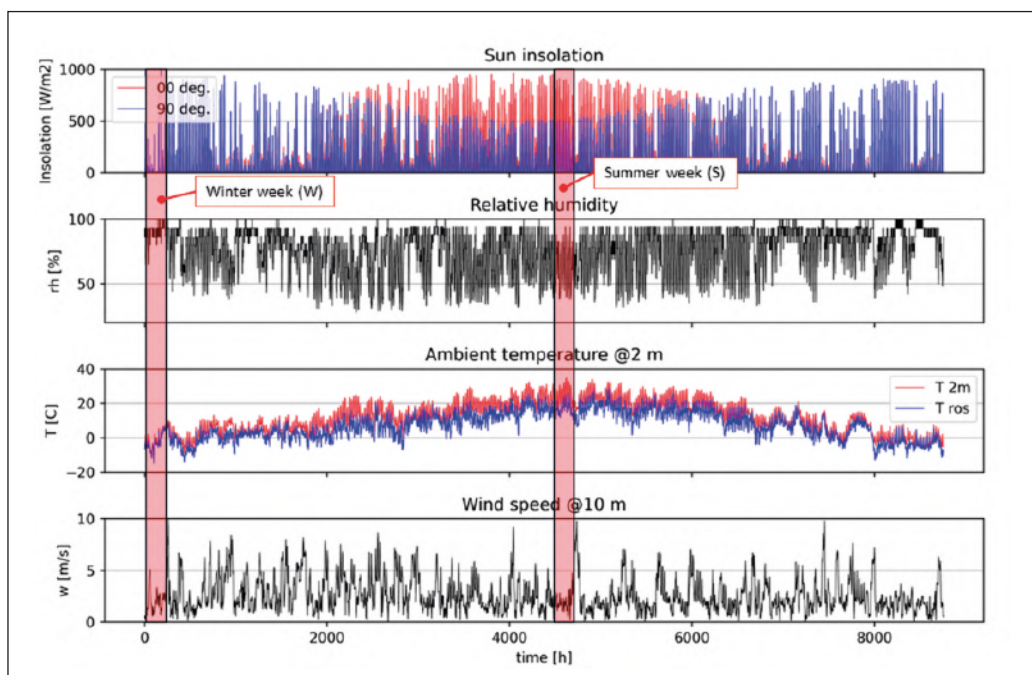 Sun insolation
Insolation [W/m2]
1000
500
0
00 deg.
90 deg.
Winter week (W)
Summer week (S)
Relative humidity
rh [%]
100
50
Ambient temperature @2 m
T [C]
40
20
0
−20
T 2m
T ros
Wind speed @10 m
w [m/s]
10
5
0
0 2000 4000 6000 8000
time [h]